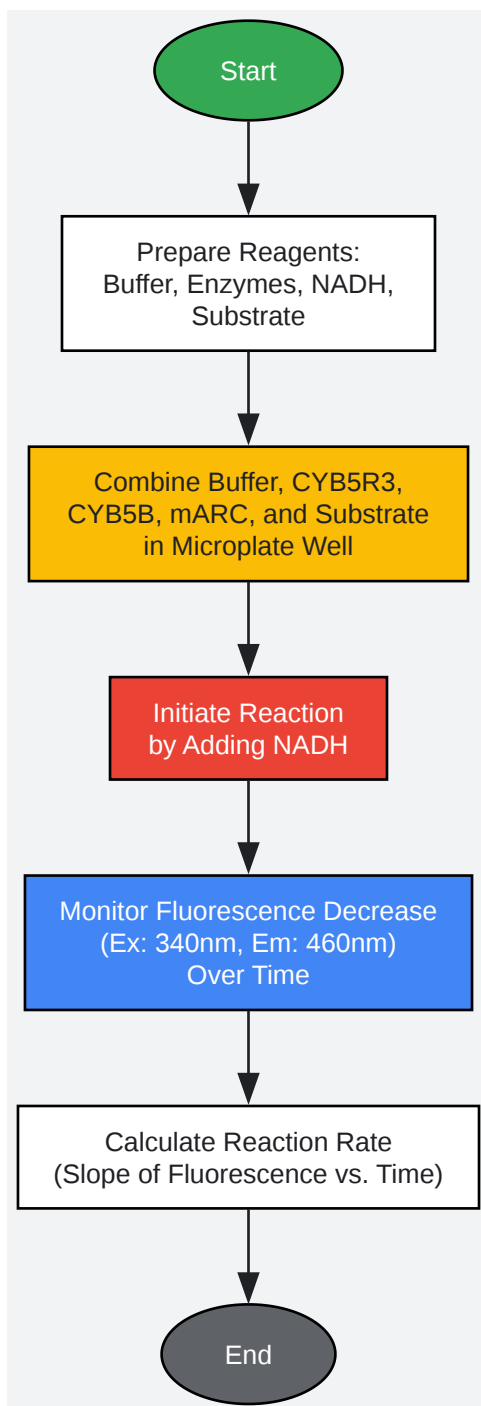 Start
Prepare Reagents:
Buffer, Enzymes, NADH,
Substrate
Combine Buffer, CYB5R3,
CYB5B, mARC, and Substrate
in Microplate Well
Initiate Reaction
by Adding NADH
Monitor Fluorescence Decrease
(Ex: 340nm, Em: 460nm)
Over Time
Calculate Reaction Rate
(Slope of Fluorescence vs. Time)
End